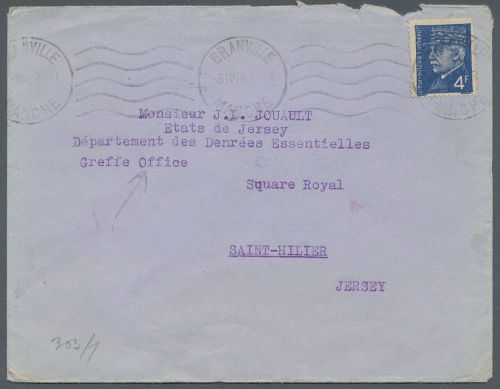 GRANVILLE
MANCHE
4F
Monsieur J.L. JOUAULT
Etats de Jersey
Département des Denrées Essentielles
Greffe Office
Square Royal
SAINT-HILIER
JERSEY
303/1